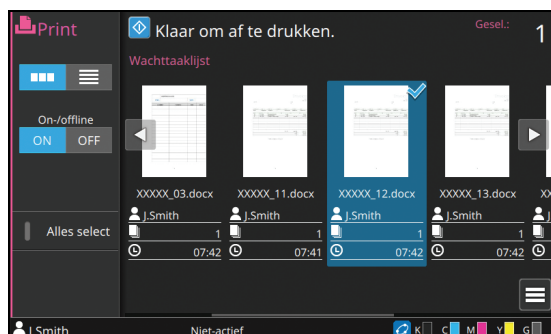 Print
Klaar om af te drukken.
Gesel.: 1
Wachttaaklijst
On-/offline
ON OFF
Alles select
XXXXX_03.docx XXXXX_11.docx XXXXX_12.docx XXXXX_13.docx XX
J.Smith J.Smith J.Smith J.Smith J
1 1 1 1
07:42 07:41 07:42 07:42
J.Smith Niet-actief K C M Y G